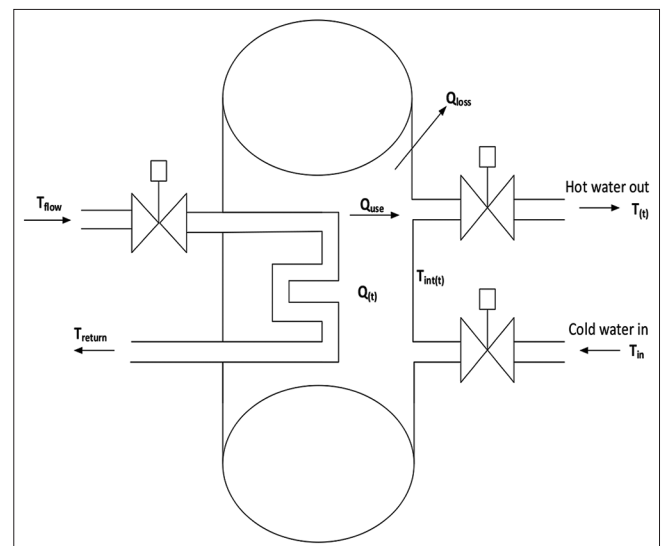 Qloss
Tflow
Quse
Hot water out
T(t)
Tint(t)
Q(t)
Treturn
Cold water in
Tin